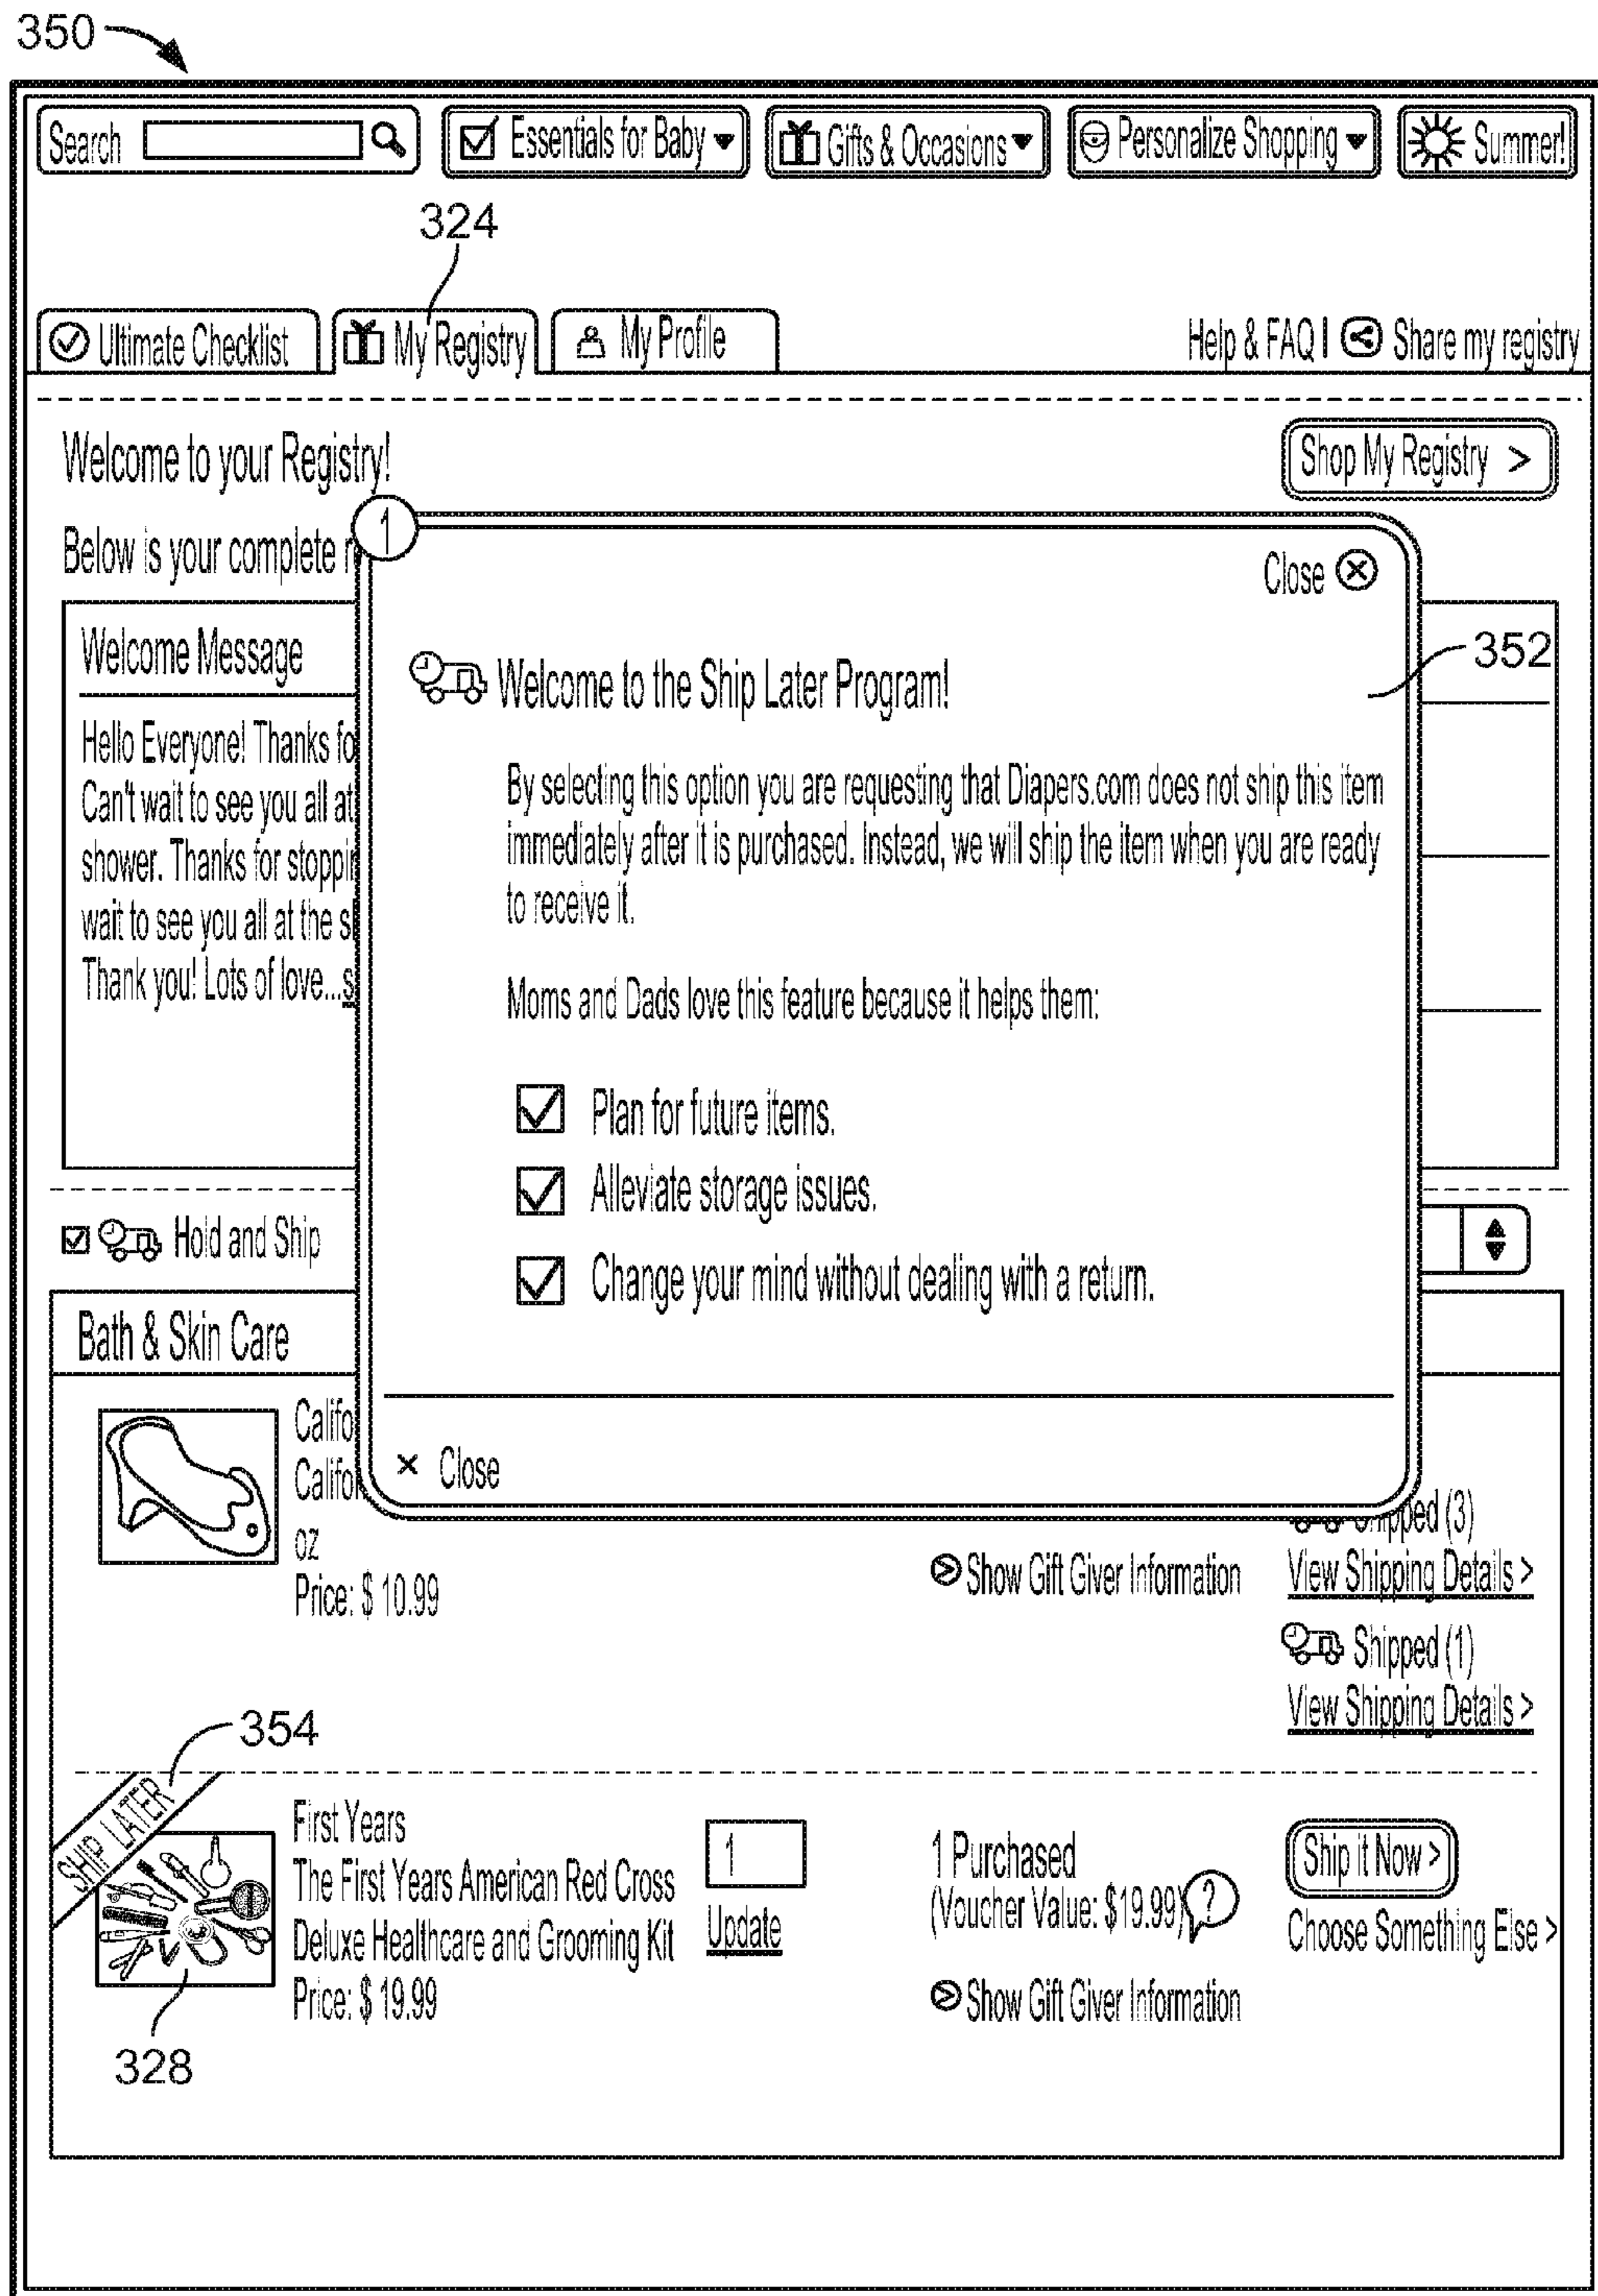 350
Search
Essentials for Baby
Gifts & Occasions
Personalize Shopping
Summer!
324
Ultimate Checklist
My Registry
My Profile
Help & FAQ |
Share my registry
Welcome to your Registry!
Shop My Registry >
Below is your complete
1
Close
Welcome Message
352
Welcome to the Ship Later Program!
Hello Everyone! Thanks fo
Can't wait to see you all at
shower. Thanks for stoppin
wait to see you all at the s
Thank you! Lots of love...s
By selecting this option you are requesting that Diapers.com does not ship this item
immediately after it is purchased. Instead, we will ship the item when you are ready
to receive it.
Moms and Dads love this feature because it helps them:
Plan for future items.
Alleviate storage issues.
Change your mind without dealing with a return.
Hold and Ship
Bath & Skin Care
× Close
Califo
Califo
oz
Price: $ 10.99
Show Gift Giver Information
Shipped (3)
View Shipping Details >
Shipped (1)
View Shipping Details >
354
SHIP LATER
First Years
The First Years American Red Cross
Deluxe Healthcare and Grooming Kit
Price: $ 19.99
1
Update
1 Purchased
(Voucher Value: $19.99)
?
Show Gift Giver Information
Ship it Now >
Choose Something Else >
328